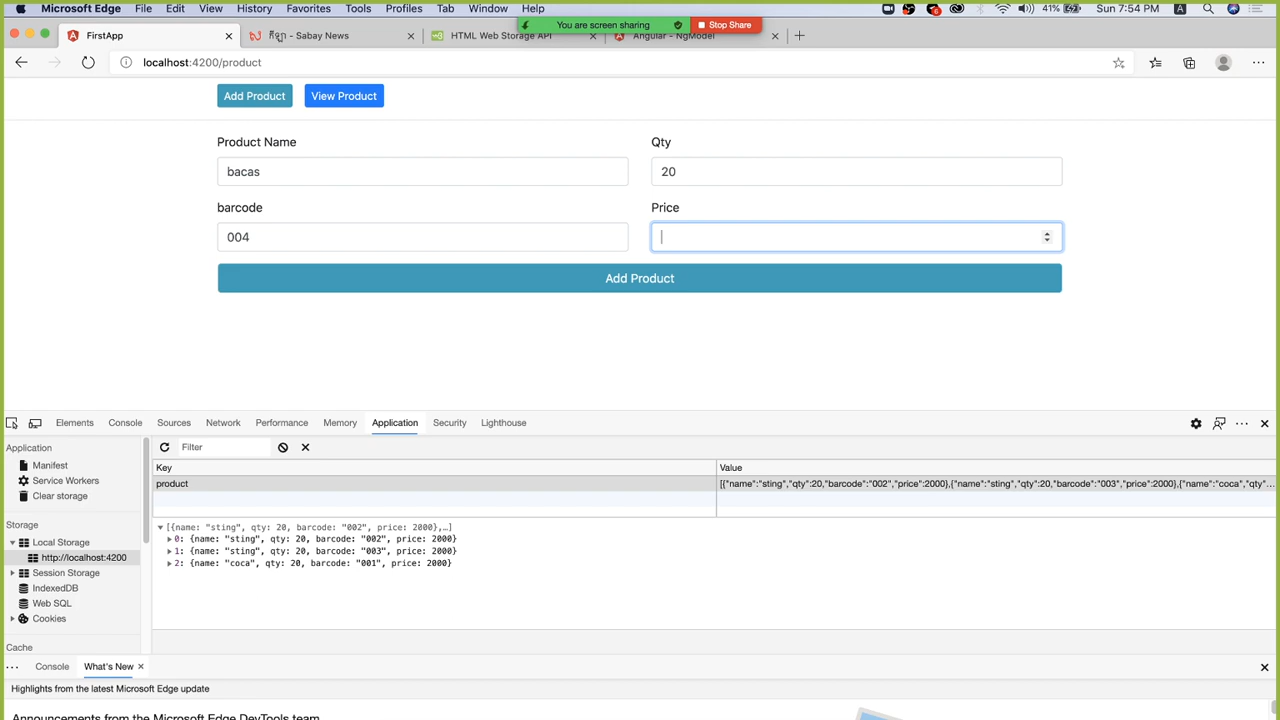 Microsoft Edge File Edit View History Favorites Tools Profiles Tab Window Help 41% Sun 7:54 PM A
You are screen sharing Stop Share
FirstApp កីឡា - Sabay News HTML Web Storage API Angular - NgModel
localhost:4200/product
Add Product View Product
Product Name Qty
bacas 20
barcode Price
004
Add Product
Elements Console Sources Network Performance Memory Application Security Lighthouse
Application Filter
Key Value
Manifest
product [{"name":"sting","qty":20,"barcode":"002","price":2000},{"name":"sting","qty":20,"barcode":"003","price":2000},{"name":"coca","qty"...
Service Workers
Clear storage
Storage
[{name: "sting", qty: 20, barcode: "002", price: 2000},…]
Local Storage
0: {name: "sting", qty: 20, barcode: "002", price: 2000}
http://localhost:4200
1: {name: "sting", qty: 20, barcode: "003", price: 2000}
2: {name: "coca", qty: 20, barcode: "001", price: 2000}
Session Storage
IndexedDB
Web SQL
Cookies
Cache
Console What's New
Highlights from the latest Microsoft Edge update
Announcements from the Microsoft Edge DevTools team